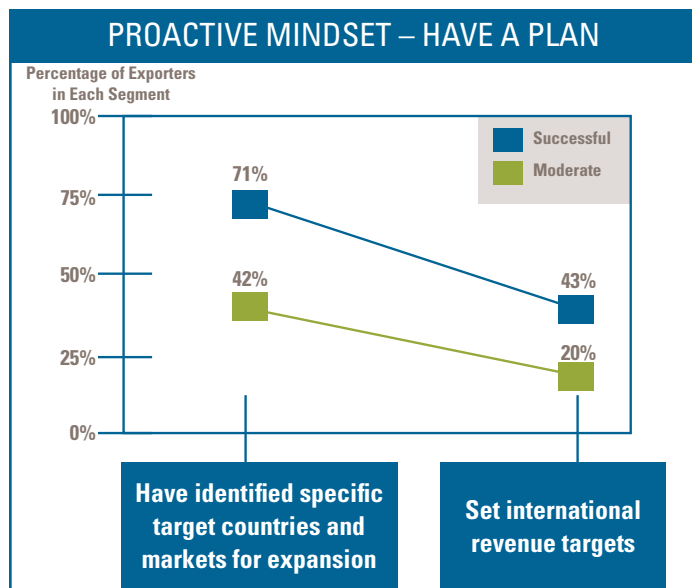 PROACTIVE MINDSET – HAVE A PLAN
Percentage of Exporters
in Each Segment
100%
75%
50%
25%
0%
Successful
Moderate
71%
42%
43%
20%
Have identified specific
target countries and
markets for expansion
Set international
revenue targets